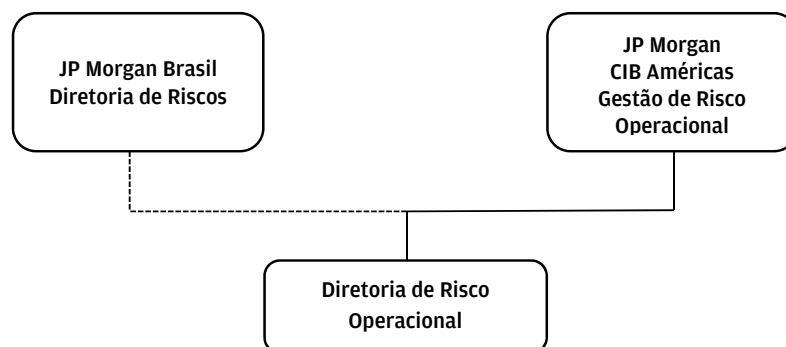 JP Morgan Brasil
Diretoria de Riscos
JP Morgan
CIB Américas
Gestão de Risco
Operacional
Diretoria de Risco
Operacional